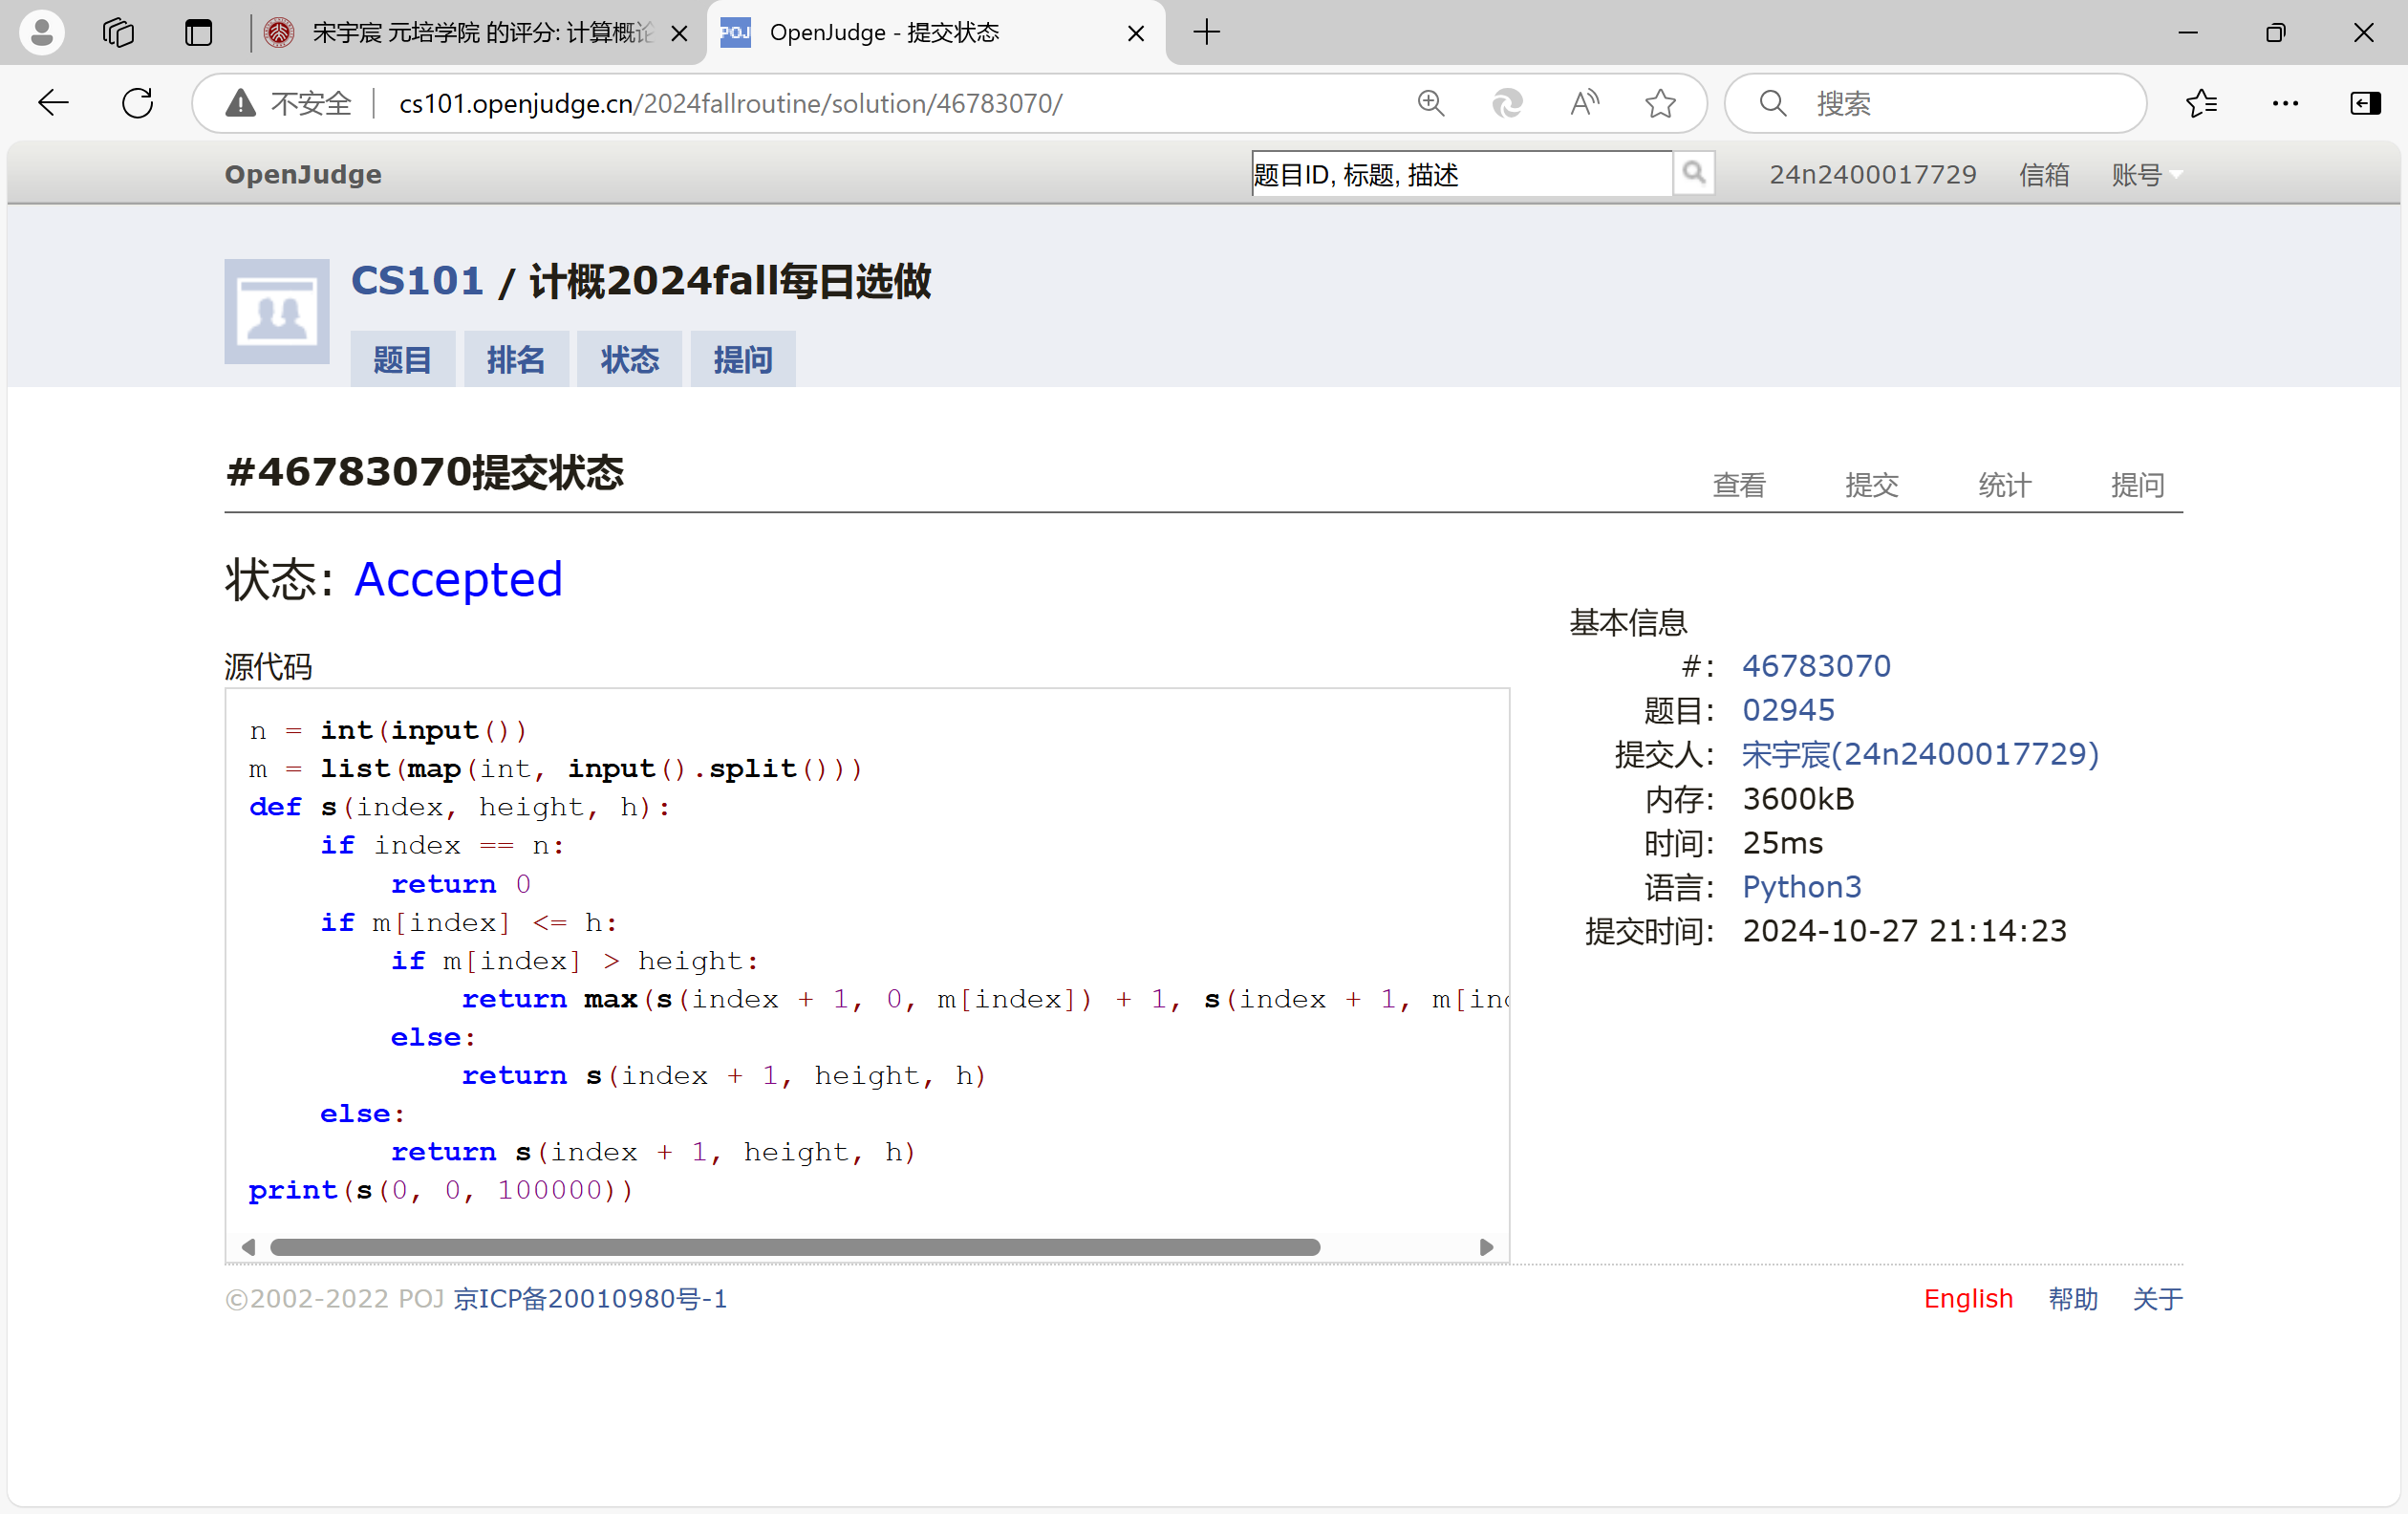 宋宇宸 元培学院 的评分: 计算概论
OpenJudge - 提交状态
不安全
cs101.openjudge.cn/2024fallroutine/solution/46783070/
搜索
OpenJudge
题目ID, 标题, 描述
24n2400017729
信箱
账号
CS101 / 计概2024fall每日选做
题目
排名
状态
提问
#46783070提交状态
查看
提交
统计
提问
状态: Accepted
源代码
n = int(input())
m = list(map(int, input().split()))
def s(index, height, h):
    if index == n:
        return 0
    if m[index] <= h:
        if m[index] > height:
            return max(s(index + 1, 0, m[index]) + 1, s(index + 1, m[ind
        else:
            return s(index + 1, height, h)
    else:
        return s(index + 1, height, h)
print(s(0, 0, 100000))
基本信息
#: 46783070
题目: 02945
提交人: 宋宇宸(24n2400017729)
内存: 3600kB
时间: 25ms
语言: Python3
提交时间: 2024-10-27 21:14:23
©2002-2022 POJ 京ICP备20010980号-1
English
帮助
关于